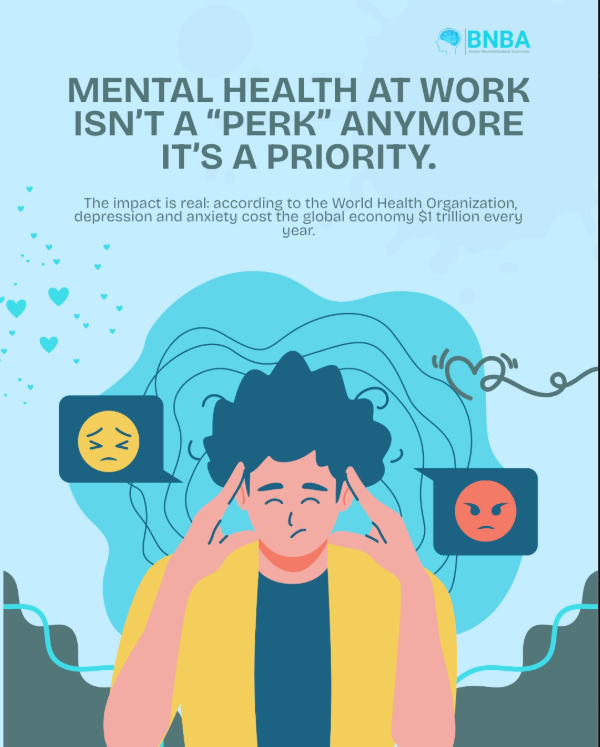 BNBA
MENTAL HEALTH AT WORK
ISN'T A “PERK” ANYMORE
IT'S A PRIORITY.
The impact is real: according to the World Health Organization,
depression and anxiety cost the global economy $1 trillion every
year.